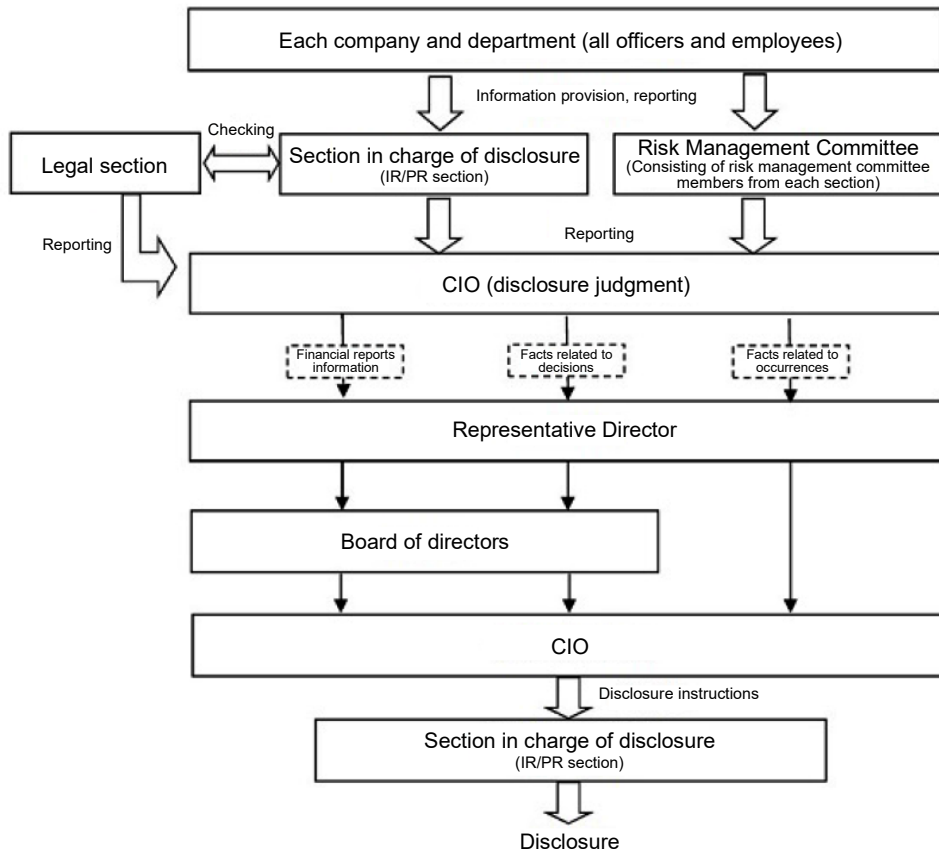 Each company and department (all officers and employees)
Information provision, reporting
Checking
Legal section
Section in charge of disclosure
(IR/PR section)
Risk Management Committee
(Consisting of risk management committee
members from each section)
Reporting
Reporting
CIO (disclosure judgment)
Financial reports
information
Facts related to
decisions
Facts related to
occurrences
Representative Director
Board of directors
CIO
Disclosure instructions
Section in charge of disclosure
(IR/PR section)
Disclosure